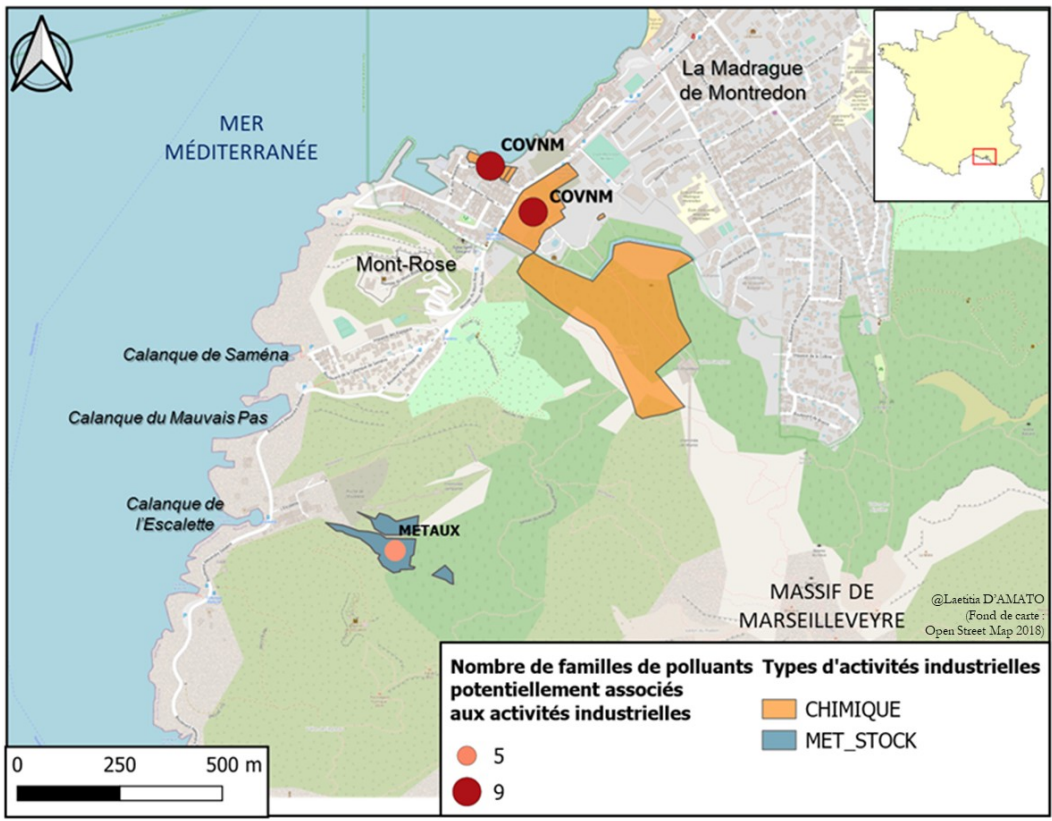 La Madrague
de Montredon
MER
MÉDITERRANÉE
COVNM
COVNM
Mont-Rose
Calanque de Saména
Calanque du Mauvais Pas
Calanque de
l'Escalette
METAUX
MASSIF DE
MARSEILLEVEYRE
@Laetitia D'AMATO
(Fond de carte :
Open Street Map 2018)
Nombre de familles de polluants
potentiellement associés
aux activités industrielles
5
9
Types d'activités industrielles
CHIMIQUE
MET_STOCK
0 250 500 m